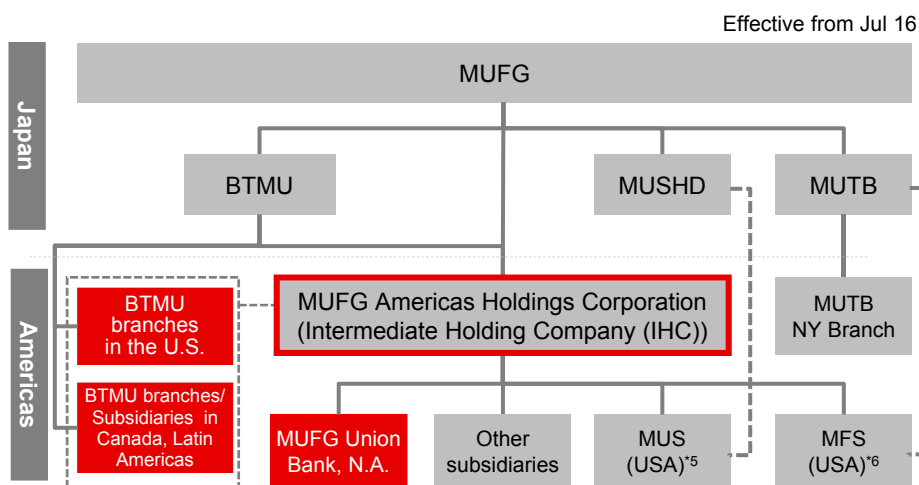 Effective from Jul 16
Japan
MUFG
BTMU
MUSHD
MUTB
Americas
BTMU
branches
in the U.S.
MUFG Americas Holdings Corporation
(Intermediate Holding Company (IHC))
MUTB
NY Branch
BTMU branches/
Subsidiaries in
Canada, Latin
Americas
MUFG Union
Bank, N.A.
Other
subsidiaries
MUS
(USA)*5
MFS
(USA)*6